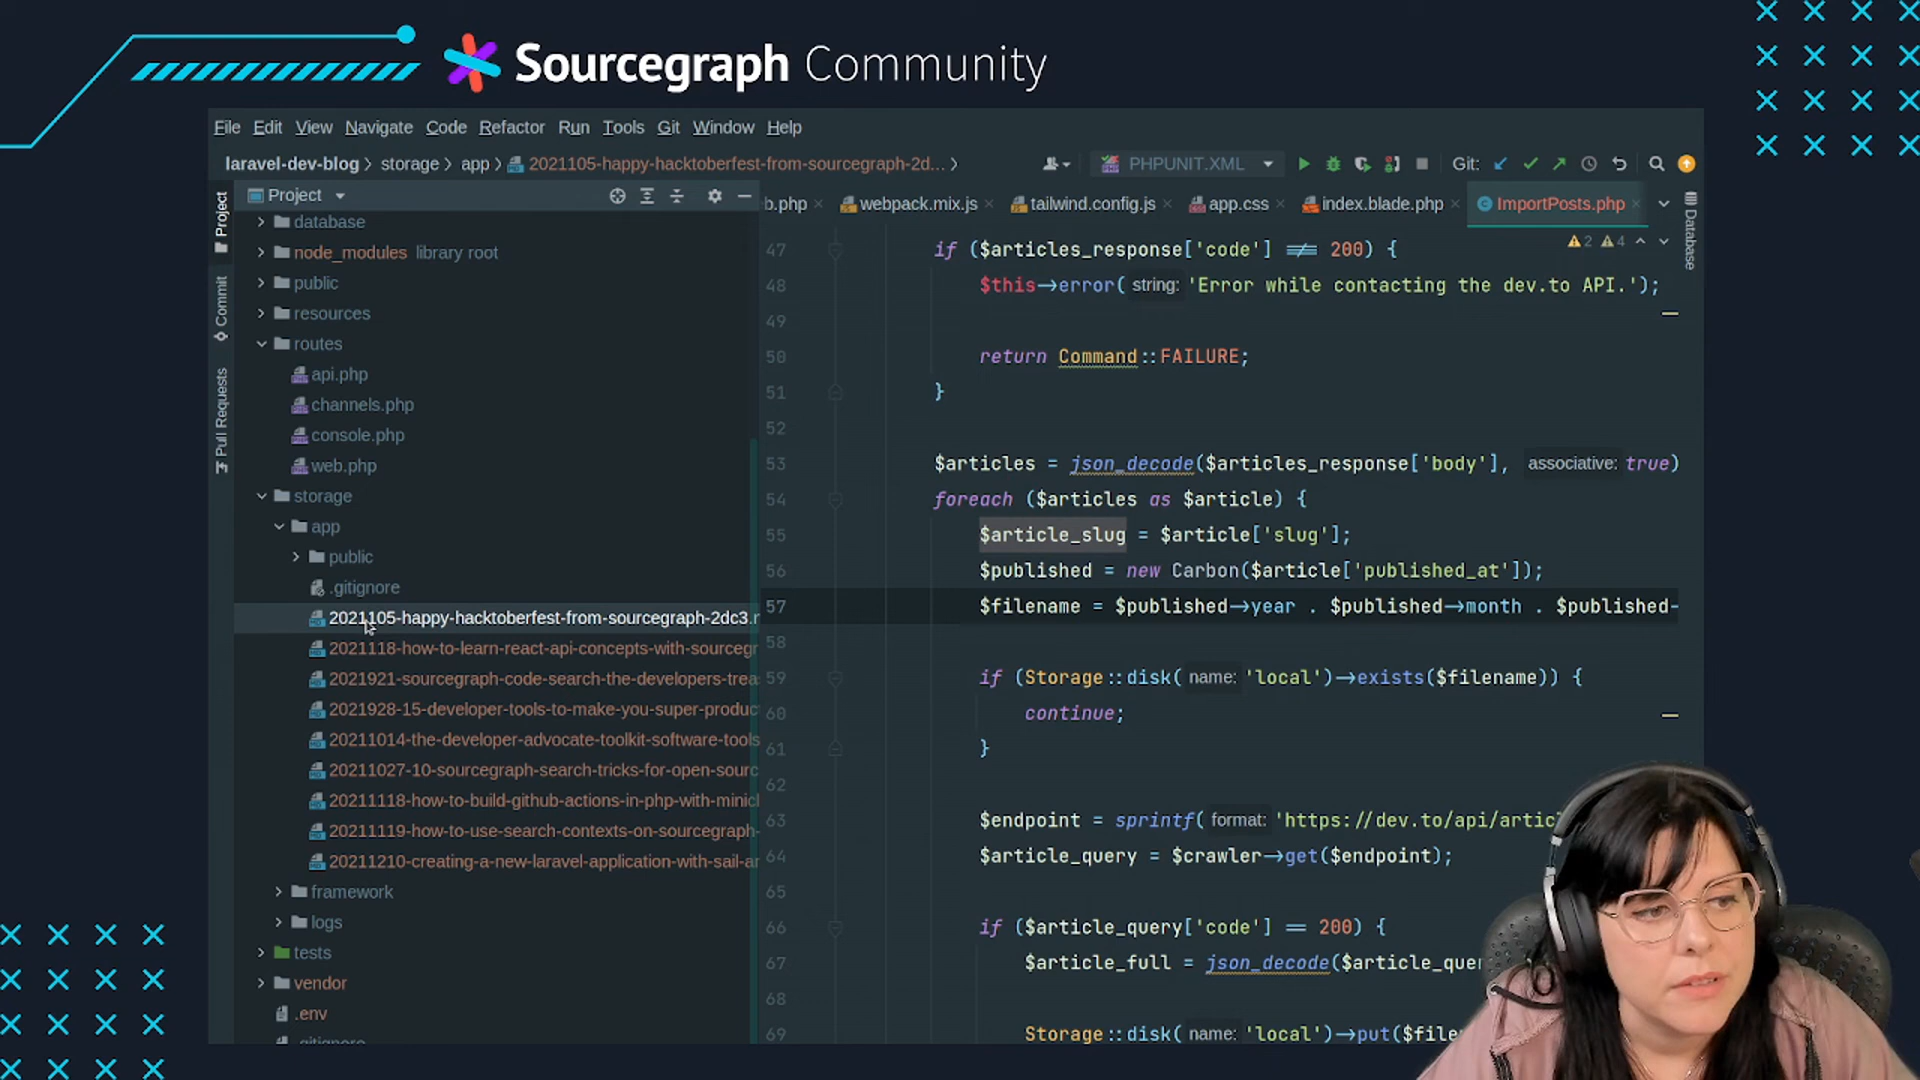 Sourcegraph Community
File Edit View Navigate Code Refactor Run Tools Git Window Help
laravel-dev-blog › storage › app › 2021105-happy-hacktoberfest-from-sourcegraph-2d... ›
PHPUNIT.XML
Git:
Project
b.php
webpack.mix.js
tailwind.config.js
app.css
index.blade.php
ImportPosts.php
Project
Commit
Pull Requests
Database
2 4
database
node_modules library root
public
resources
routes
api.php
channels.php
console.php
web.php
storage
app
public
.gitignore
2021105-happy-hacktoberfest-from-sourcegraph-2dc3.
2021118-how-to-learn-react-api-concepts-with-sourcegr
2021921-sourcegraph-code-search-the-developers-trea
2021928-15-developer-tools-to-make-you-super-produc
20211014-the-developer-advocate-toolkit-software-tools
20211027-10-sourcegraph-search-tricks-for-open-sourc
20211118-how-to-build-github-actions-in-php-with-minicl
20211119-how-to-use-search-contexts-on-sourcegraph-
20211210-creating-a-new-laravel-application-with-sail-ar
framework
logs
tests
vendor
.env
.gitignore
47 if ($articles_response['code'] !== 200) {
48 $this->error( string: 'Error while contacting the dev.to API.');
49
50 return Command::FAILURE;
51 }
52
53 $articles = json_decode($articles_response['body'], associative: true)
54 foreach ($articles as $article) {
55 $article_slug = $article['slug'];
56 $published = new Carbon($article['published_at']);
57 $filename = $published->year . $published->month . $published-
58
59 if (Storage::disk( name: 'local')->exists($filename)) {
60 continue;
61 }
62
63 $endpoint = sprintf( format: 'https://dev.to/api/artic
64 $article_query = $crawler->get($endpoint);
65
66 if ($article_query['code'] == 200) {
67 $article_full = json_decode($article_quer
68
69 Storage::disk( name: 'local')->put($file